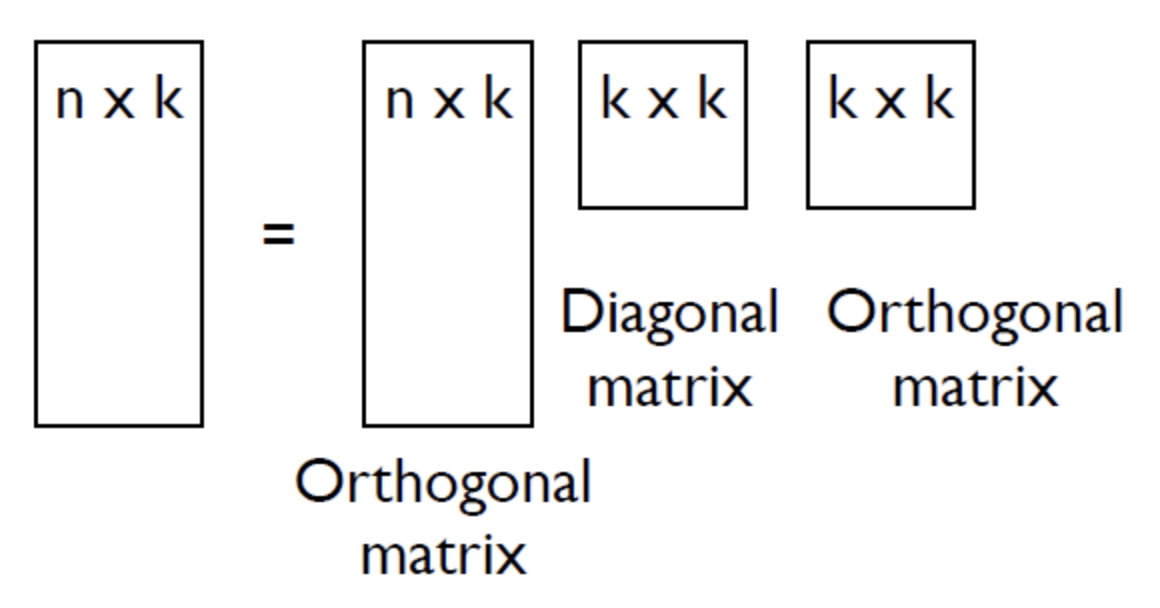 n x k
=
n x k
k x k
k x k
Diagonal
matrix
Orthogonal
matrix
Orthogonal
matrix